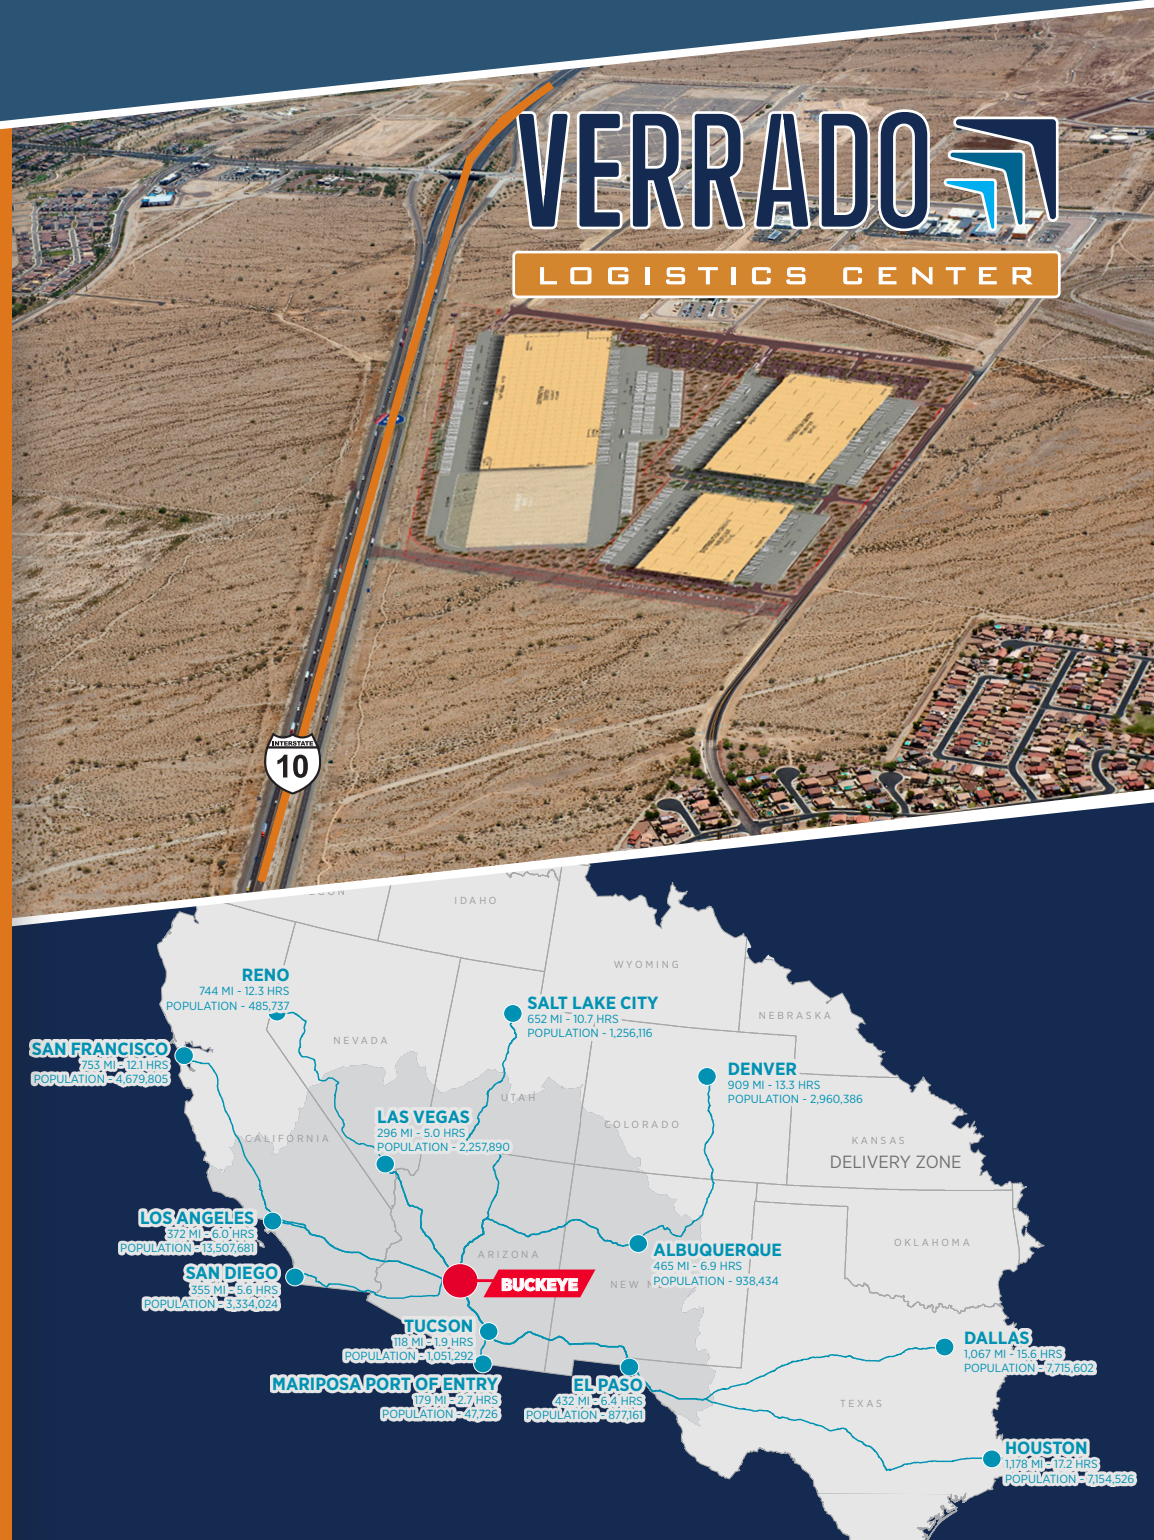 VERRADO
LOGISTICS CENTER
INTERSTATE
10
IDAHO
WYOMING
RENO
744 MI - 12.3 HRS
POPULATION - 485,737
SALT LAKE CITY
652 MI - 10.7 HRS
POPULATION - 1,256,116
NEBRASKA
NEVADA
SAN FRANCISCO
753 MI - 12.1 HRS
POPULATION - 4,679,805
DENVER
909 MI - 13.3 HRS
POPULATION - 2,960,386
UTAH
LAS VEGAS
296 MI - 5.0 HRS
POPULATION - 2,257,890
COLORADO
CALIFORNIA
KANSAS
DELIVERY ZONE
LOS ANGELES
372 MI - 6.0 HRS
POPULATION - 13,507,681
ARIZONA
ALBUQUERQUE
465 MI - 6.9 HRS
POPULATION - 938,434
OKLAHOMA
SAN DIEGO
355 MI - 5.6 HRS
POPULATION - 3,334,024
BUCKEYE
NEW M
TUCSON
118 MI - 1.9 HRS
POPULATION - 1,051,292
DALLAS
1,067 MI - 15.6 HRS
POPULATION - 7,715,602
MARIPOSA PORT OF ENTRY
179 MI - 2.7 HRS
POPULATION - 47,726
EL PASO
432 MI - 6.4 HRS
POPULATION - 877,161
TEXAS
HOUSTON
1,178 MI - 17.2 HRS
POPULATION - 7,154,526